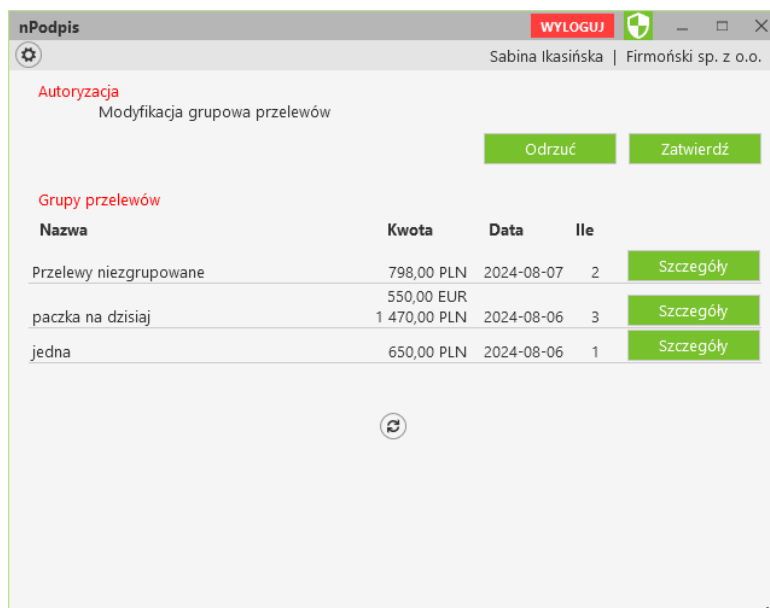 nPodpis WYLOGUJ
Sabina Ikasińska | Firmoński sp. z o.o.
Autoryzacja
Modyfikacja grupowa przelewów
Odrzuć Zatwierdź
Grupy przelewów
Nazwa Kwota Data Ile
Przelewy niezgrupowane 798,00 PLN 2024-08-07 2 Szczegóły
550,00 EUR
paczka na dzisiaj 1 470,00 PLN 2024-08-06 3 Szczegóły
jedna 650,00 PLN 2024-08-06 1 Szczegóły